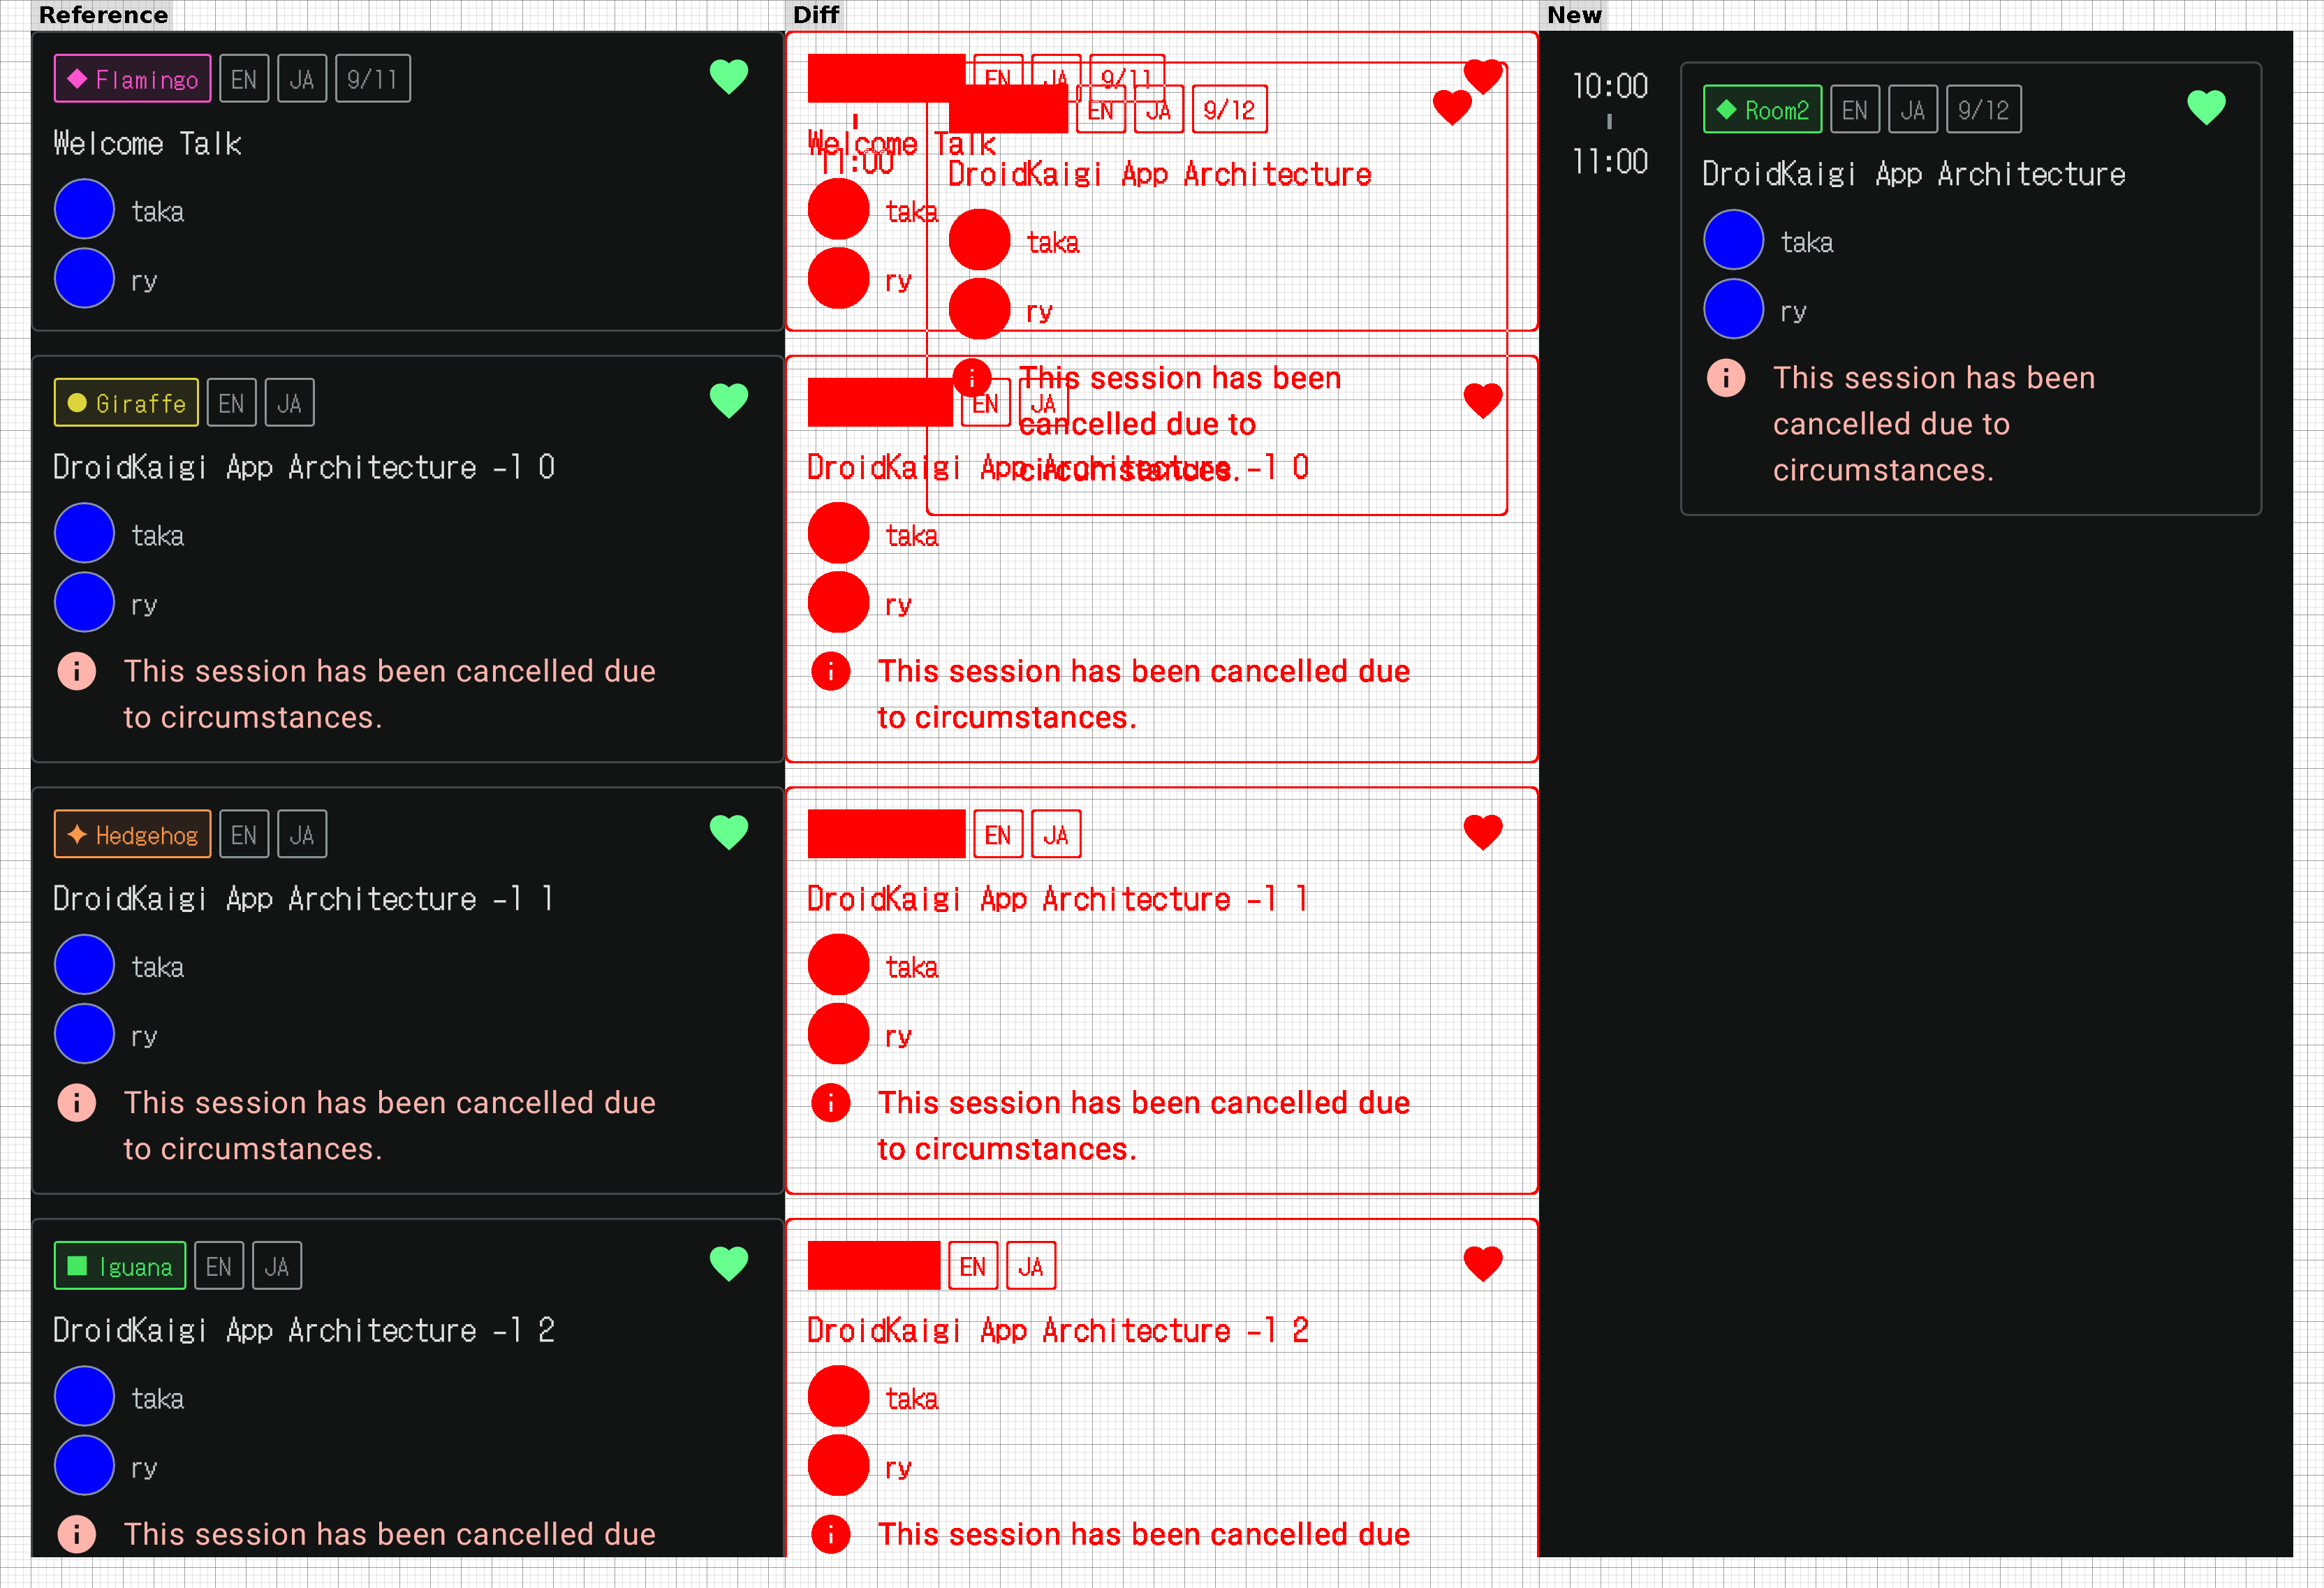 Reference
Flamingo EN JA 9/11
Welcome Talk
taka
ry
Giraffe EN JA
DroidKaigi App Architecture -1 0
taka
ry
This session has been cancelled due
to circumstances.
Hedgehog EN JA
DroidKaigi App Architecture -1 1
taka
ry
This session has been cancelled due
to circumstances.
Iguana EN JA
DroidKaigi App Architecture -1 2
taka
ry
This session has been cancelled due
Diff
EN JA 9/11
EN JA 9/12
Welcome Talk
11:00
DroidKaigi App Architecture
taka
taka
ry
ry
This session has been
EN JA
cancelled due to
DroidKaigi App Architecture -1 0
circumstances.
taka
ry
This session has been cancelled due
to circumstances.
EN JA
DroidKaigi App Architecture -1 1
taka
ry
This session has been cancelled due
to circumstances.
EN JA
DroidKaigi App Architecture -1 2
taka
ry
This session has been cancelled due
New
10:00
11:00
Room2 EN JA 9/12
DroidKaigi App Architecture
taka
ry
This session has been
cancelled due to
circumstances.